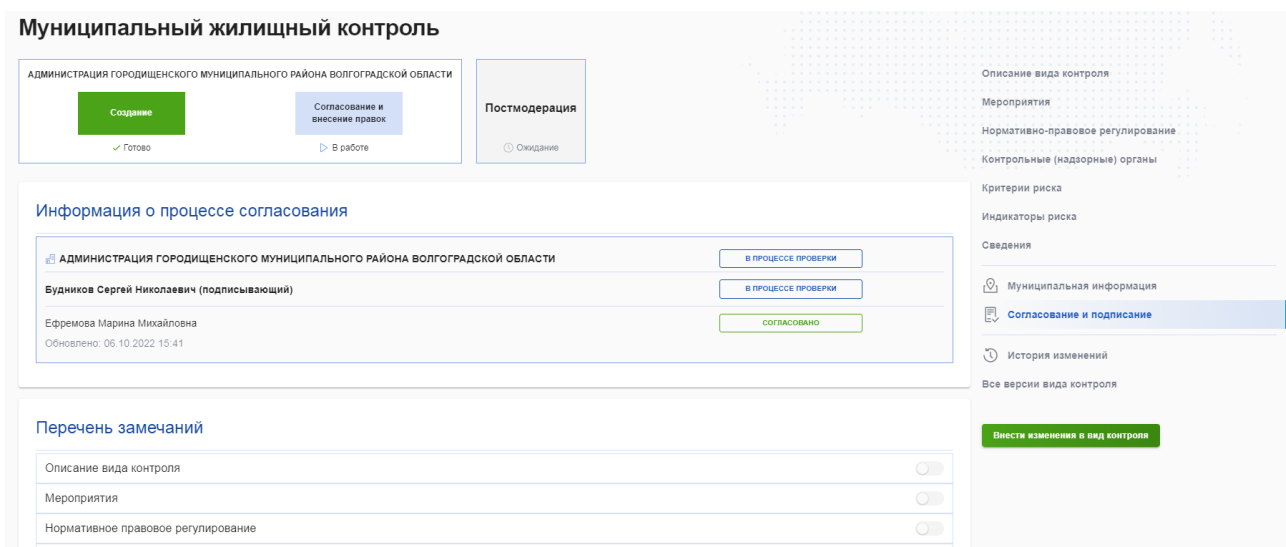 Муниципальный жилищный контроль
АДМИНИСТРАЦИЯ ГОРОДИЩЕНСКОГО МУНИЦИПАЛЬНОГО РАЙОНА ВОЛГОГРАДСКОЙ ОБЛАСТИ
Создание
Готово
Согласование и
внесение правок
В работе
Постмодерация
Ожидание
Информация о процессе согласования
АДМИНИСТРАЦИЯ ГОРОДИЩЕНСКОГО МУНИЦИПАЛЬНОГО РАЙОНА ВОЛГОГРАДСКОЙ ОБЛАСТИ
В ПРОЦЕССЕ ПРОВЕРКИ
Будников Сергей Николаевич (подписывающий)
В ПРОЦЕССЕ ПРОВЕРКИ
Ефремова Марина Михайловна
СОГЛАСОВАНО
Обновлено: 06.10.2022 15:41
Перечень замечаний
Описание вида контроля
Мероприятия
Нормативное правовое регулирование
Описание вида контроля
Мероприятия
Нормативно-правовое регулирование
Контрольные (надзорные) органы
Критерии риска
Индикаторы риска
Сведения
Муниципальная информация
Согласование и подписание
История изменений
Все версии вида контроля
Внести изменения в вид контроля